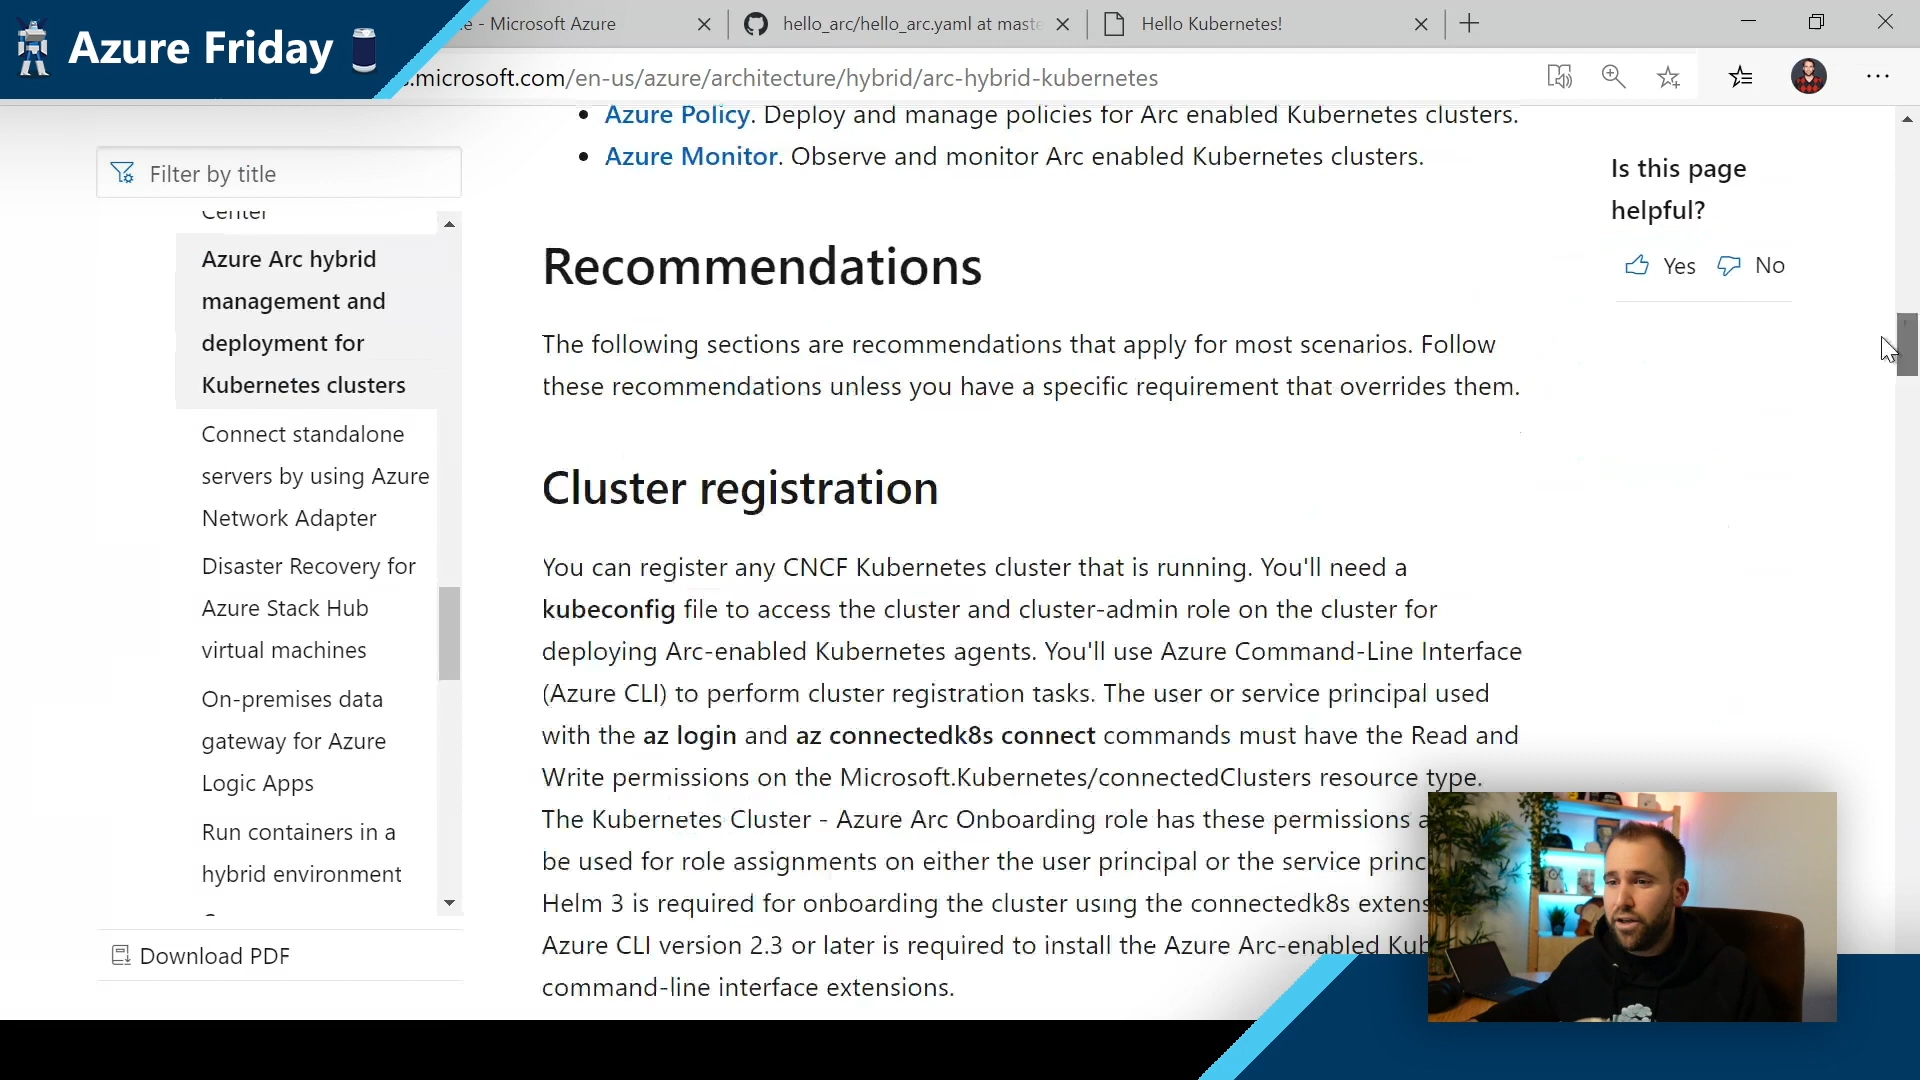 Azure Friday
e - Microsoft Azure
hello_arc/hello_arc.yaml at maste
Hello Kubernetes!
.microsoft.com/en-us/azure/architecture/hybrid/arc-hybrid-kubernetes
Filter by title
Center
Azure Arc hybrid
management and
deployment for
Kubernetes clusters
Connect standalone
servers by using Azure
Network Adapter
Disaster Recovery for
Azure Stack Hub
virtual machines
On-premises data
gateway for Azure
Logic Apps
Run containers in a
hybrid environment
Download PDF
• Azure Policy. Deploy and manage policies for Arc enabled Kubernetes clusters.
• Azure Monitor. Observe and monitor Arc enabled Kubernetes clusters.
Recommendations
The following sections are recommendations that apply for most scenarios. Follow
these recommendations unless you have a specific requirement that overrides them.
Cluster registration
You can register any CNCF Kubernetes cluster that is running. You'll need a
kubeconfig file to access the cluster and cluster-admin role on the cluster for
deploying Arc-enabled Kubernetes agents. You'll use Azure Command-Line Interface
(Azure CLI) to perform cluster registration tasks. The user or service principal used
with the az login and az connectedk8s connect commands must have the Read and
Write permissions on the Microsoft.Kubernetes/connectedClusters resource type.
The Kubernetes Cluster - Azure Arc Onboarding role has these permissions a
be used for role assignments on either the user principal or the service princ
Helm 3 is required for onboarding the cluster using the connectedk8s extens
Azure CLI version 2.3 or later is required to install the Azure Arc-enabled Kub
command-line interface extensions.
Is this page
helpful?
Yes
No